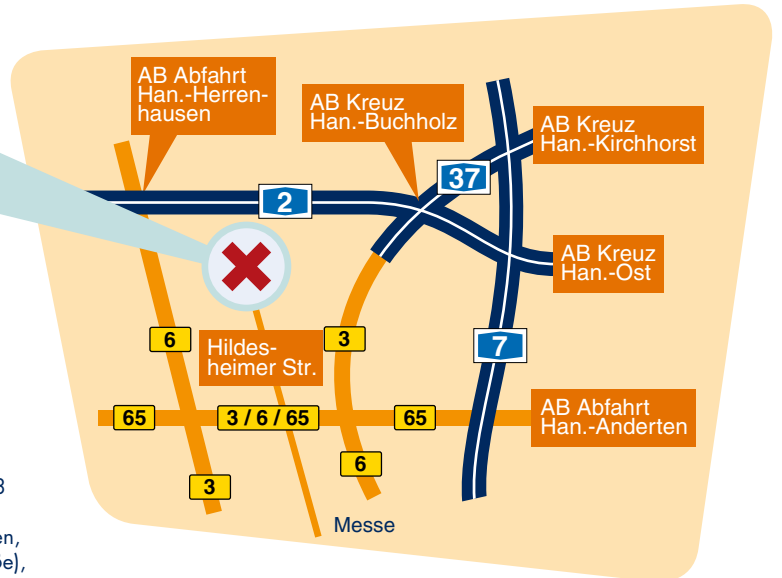 AB Abfahrt
Han.-Herren-
hausen
AB Kreuz
Han.-Buchholz
AB Kreuz
Han.-Kirchhorst
37
2
AB Kreuz
Han.-Ost
6
Hildes-
heimer Str.
3
7
65
3 / 6 / 65
65
AB Abfahrt
Han.-Anderten
6
3
Messe